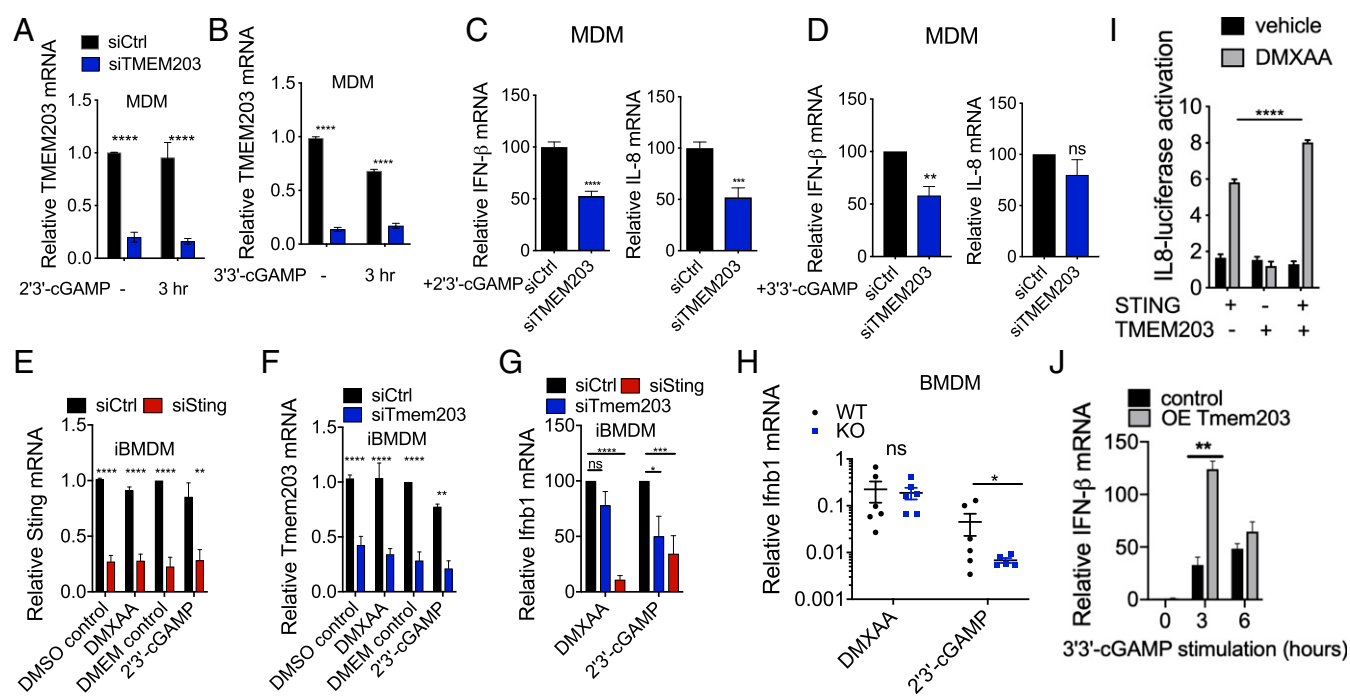 A
siCtrl
siTMEM203
Relative TMEM203 mRNA
MDM
1.5
1.0
0.5
0.0
****
****
2'3'-cGAMP - 3 hr
B
Relative TMEM203 mRNA
MDM
1.5
1.0
0.5
0.0
****
****
3'3'-cGAMP - 3 hr
C
MDM
Relative IFN-β mRNA
150
100
50
0
****
siCtrl
siTMEM203
Relative IL-8 mRNA
150
100
50
0
***
siCtrl
siTMEM203
+2'3'-cGAMP
D
MDM
Relative IFN-β mRNA
150
100
50
0
**
siCtrl
siTMEM203
Relative IL-8 mRNA
150
100
50
0
ns
siCtrl
siTMEM203
+3'3'-cGAMP
I
vehicle
DMXAA
IL8-luciferase activation
10
8
6
4
2
0
****
STING + - +
TMEM203 - + +
E
siCtrl siSting
Relative Sting mRNA
iBMDM
1.5
1.0
0.5
0.0
**** **** **** **
DMSO control
DMXAA
DMEM control
2'3'-cGAMP
F
siCtrl
siTmem203
Relative Tmem203 mRNA
iBMDM
1.5
1.0
0.5
0.0
**** **** **** **
DMSO control
DMXAA
DMEM control
2'3'-cGAMP
G
siCtrl siSting
siTmem203
Relative Ifnb1 mRNA
iBMDM
150
100
50
0
**** ***
ns *
DMXAA
2'3'-cGAMP
H
BMDM
WT
KO
Relative Ifnb1 mRNA
1
0.1
0.01
0.001
ns
*
DMXAA
2'3'-cGAMP
J
control
OE Tmem203
Relative IFN-β mRNA
150
100
50
0
**
0 3 6
3'3'-cGAMP stimulation (hours)